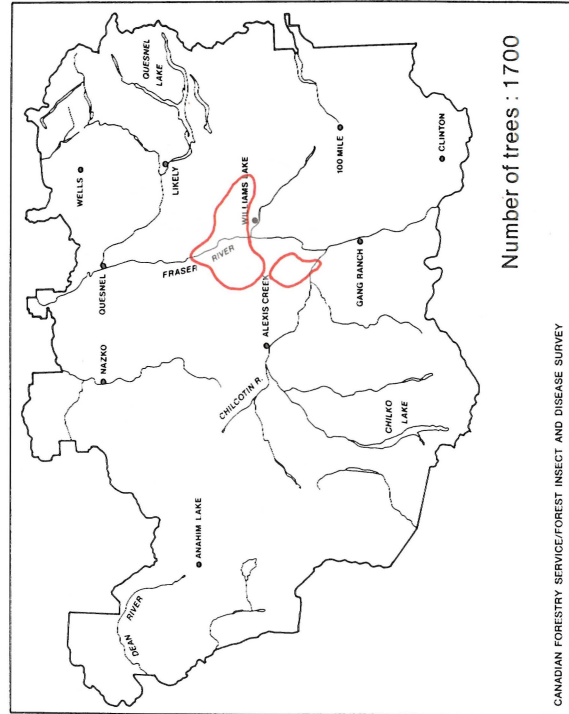 WELLS
QUESNEL
LAKE
QUESNEL
LIKELY
NAZKO
FRASER
RIVER
DEAN
RIVER
ANAHIM LAKE
WILLIAMS LAKE
CHILCOTIN R.
ALEXIS CREEK
100 MILE
GANG RANCH
CHILKO
LAKE
CLINTON
Number of trees : 1700
CANADIAN FORESTRY SERVICE/FOREST INSECT AND DISEASE SURVEY